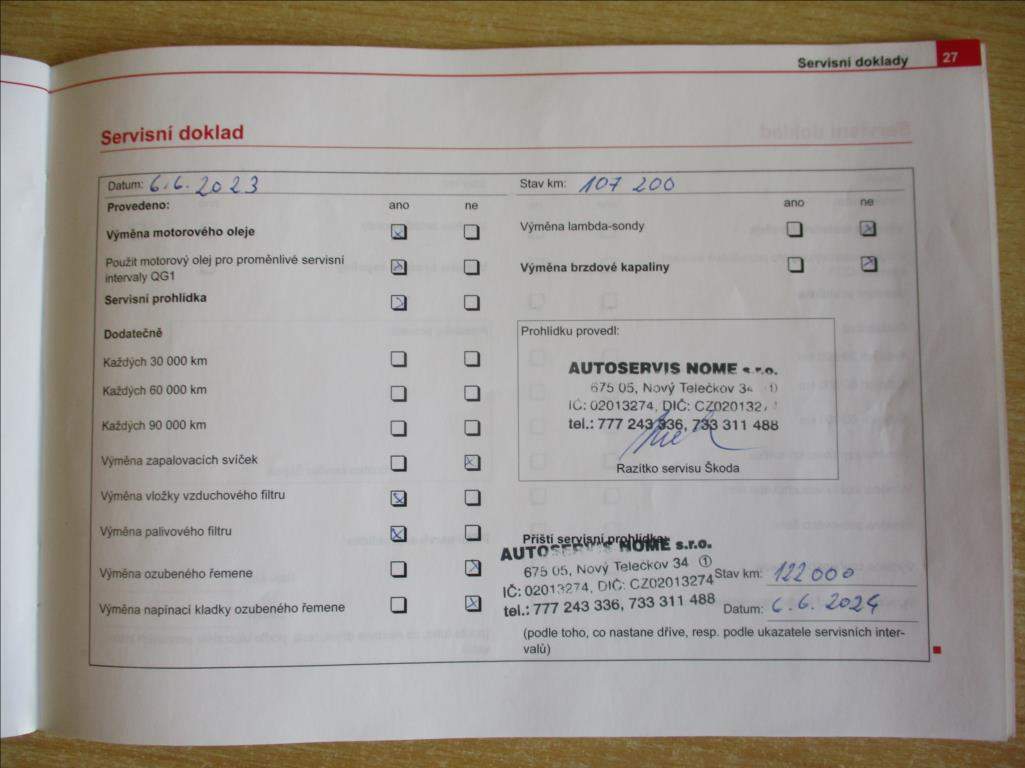 Servisní doklady 27
Servisní doklad
Datum: 6.6.2023
Stav km: 107 200
Provedeno: ano ne
ano ne
Výměna motorového oleje
Výměna lambda-sondy
Použit motorový olej pro proměnlivé servisní
intervaly QG1
Výměna brzdové kapaliny
Servisní prohlídka
Dodatečně
Každých 30 000 km
Každých 60 000 km
Každých 90 000 km
Výměna zapalovacích svíček
Výměna vložky vzduchového filtru
Výměna palivového filtru
Výměna ozubeného řemene
Výměna napínací kladky ozubeného řemene
Prohlídku provedl:
AUTOSERVIS NOME s.r.o.
675 05, Nový Telečkov 34
IČ: 02013274, DIČ:
tel.: 777 243 336, 733 311 488
Razítko servisu Škoda
Příští servisní prohlídka:
AUTOSERVIS NOME s.r.o.
675 05, Nový Telečkov 34 ①
IČ: 02013274, DIČ: CZ02013274
tel.: 777 243 336, 733 311 488
Stav km: 122 000
Datum: 6.6.2024
(podle toho, co nastane dříve, resp. podle ukazatele servisních inter-
valů)